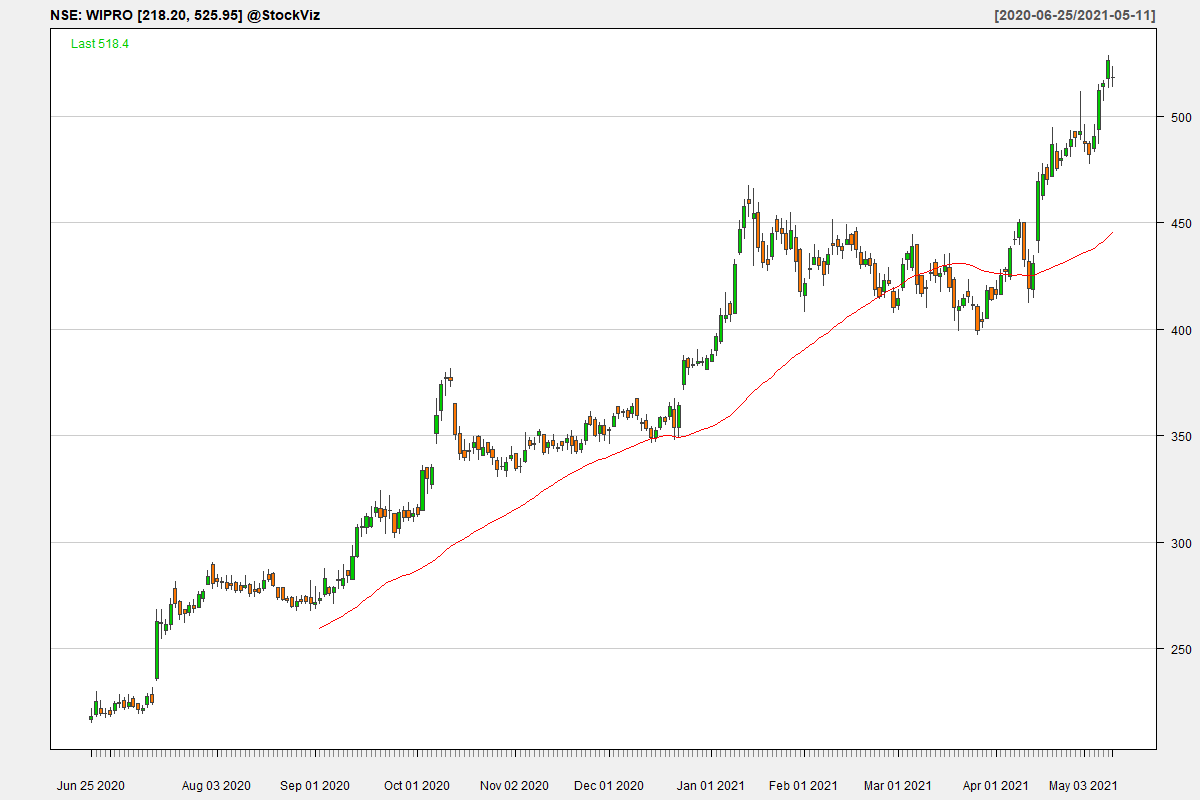 NSE: WIPRO [218.20, 525.95] @StockViz
[2020-06-25/2021-05-11]
Last 518.4
500
450
400
350
300
250
Jun 25 2020 Aug 03 2020 Sep 01 2020 Oct 01 2020 Nov 02 2020 Dec 01 2020 Jan 01 2021 Feb 01 2021 Mar 01 2021 Apr 01 2021 May 03 2021